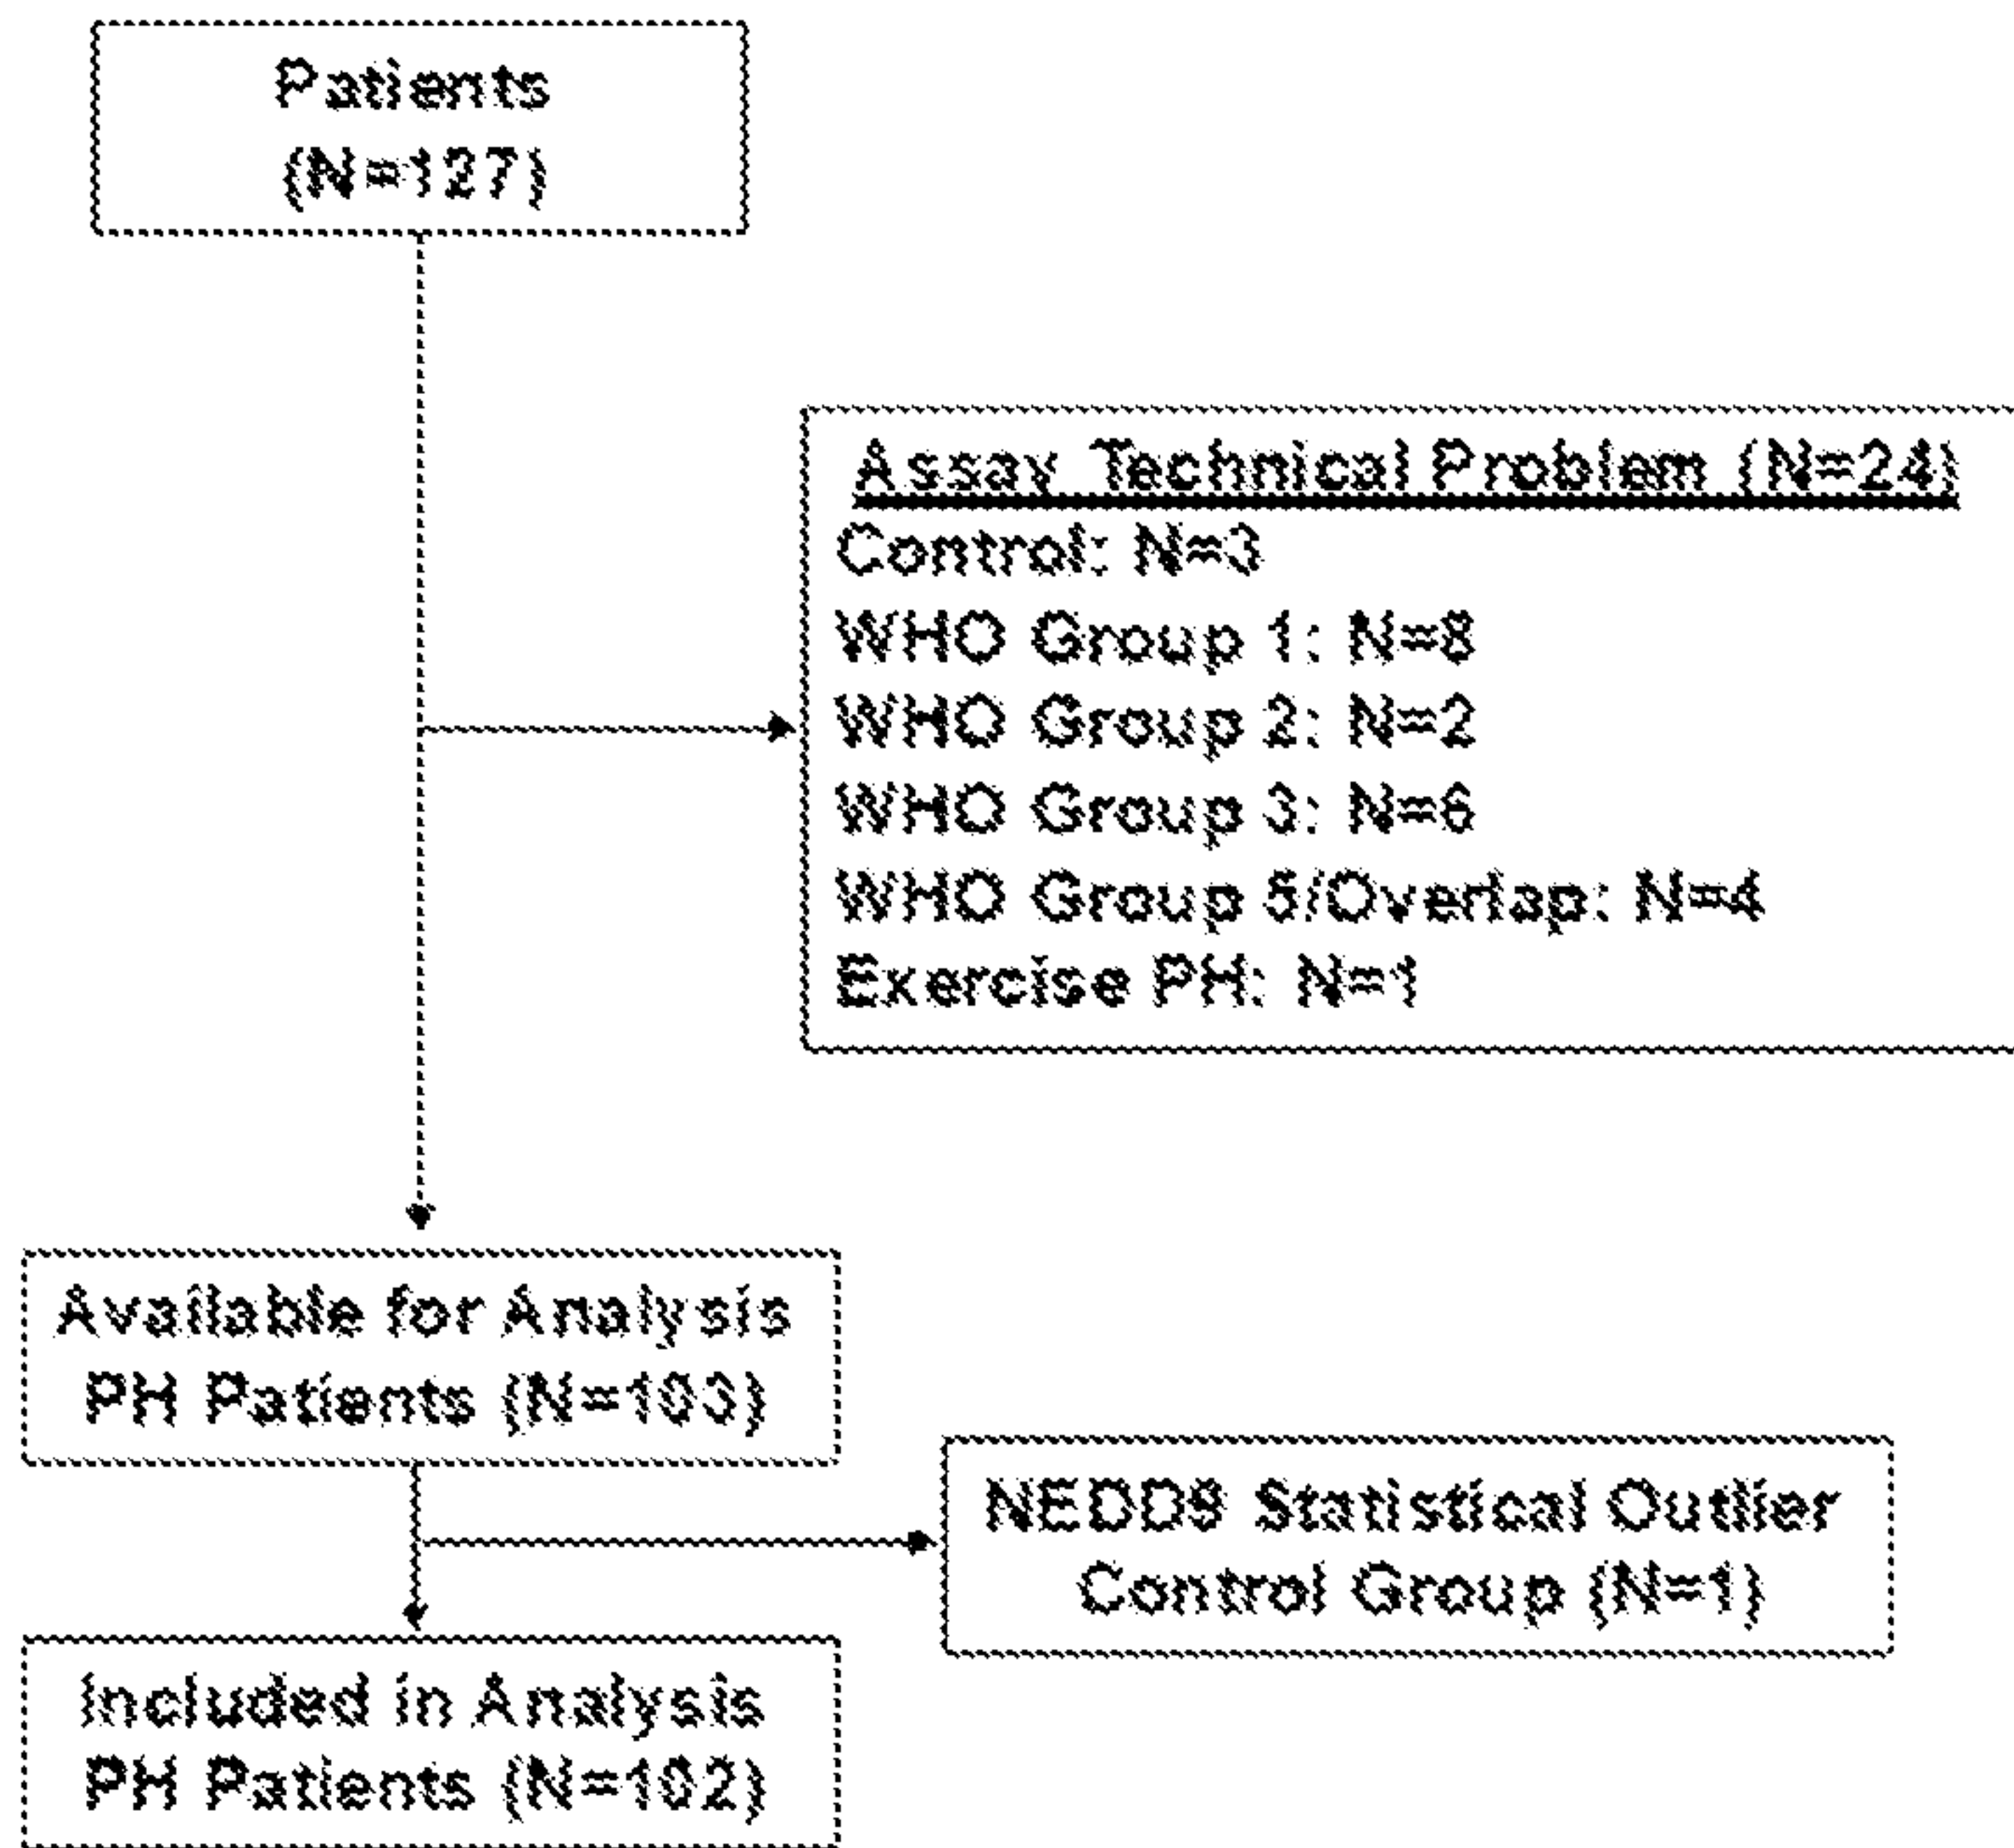 Patients
(N=127)
Assay Technical Problem (N=24)
Control: N=3
WHO Group 1: N=8
WHO Group 2: N=2
WHO Group 3: N=6
WHO Group 5/Overlap: N=4
Exercise PH: N=1
Available for Analysis
PH Patients (N=103)
NEDD9 Statistical Outlier
Control Group (N=1)
Included in Analysis
PH Patients (N=102)